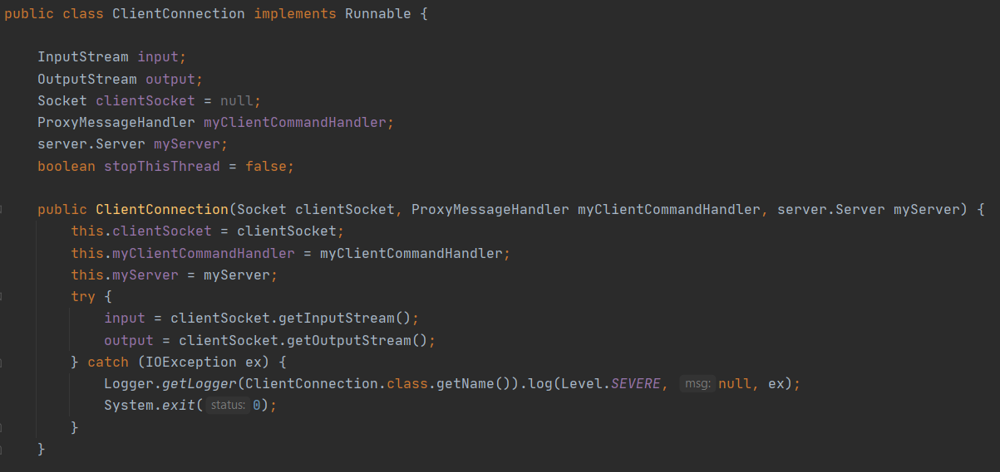 public class ClientConnection implements Runnable {
InputStream input;
OutputStream output;
Socket clientSocket = null;
ProxyMessageHandler myClientCommandHandler;
server.Server myServer;
boolean stopThisThread = false;
public ClientConnection(Socket clientSocket, ProxyMessageHandler myClientCommandHandler, server.Server myServer) {
this.clientSocket = clientSocket;
this.myClientCommandHandler = myClientCommandHandler;
this.myServer = myServer;
try {
input = clientSocket.getInputStream();
output = clientSocket.getOutputStream();
} catch (IOException ex) {
Logger.getLogger(ClientConnection.class.getName()).log(Level.SEVERE, msg: null, ex);
System.exit( status: 0);
}
}